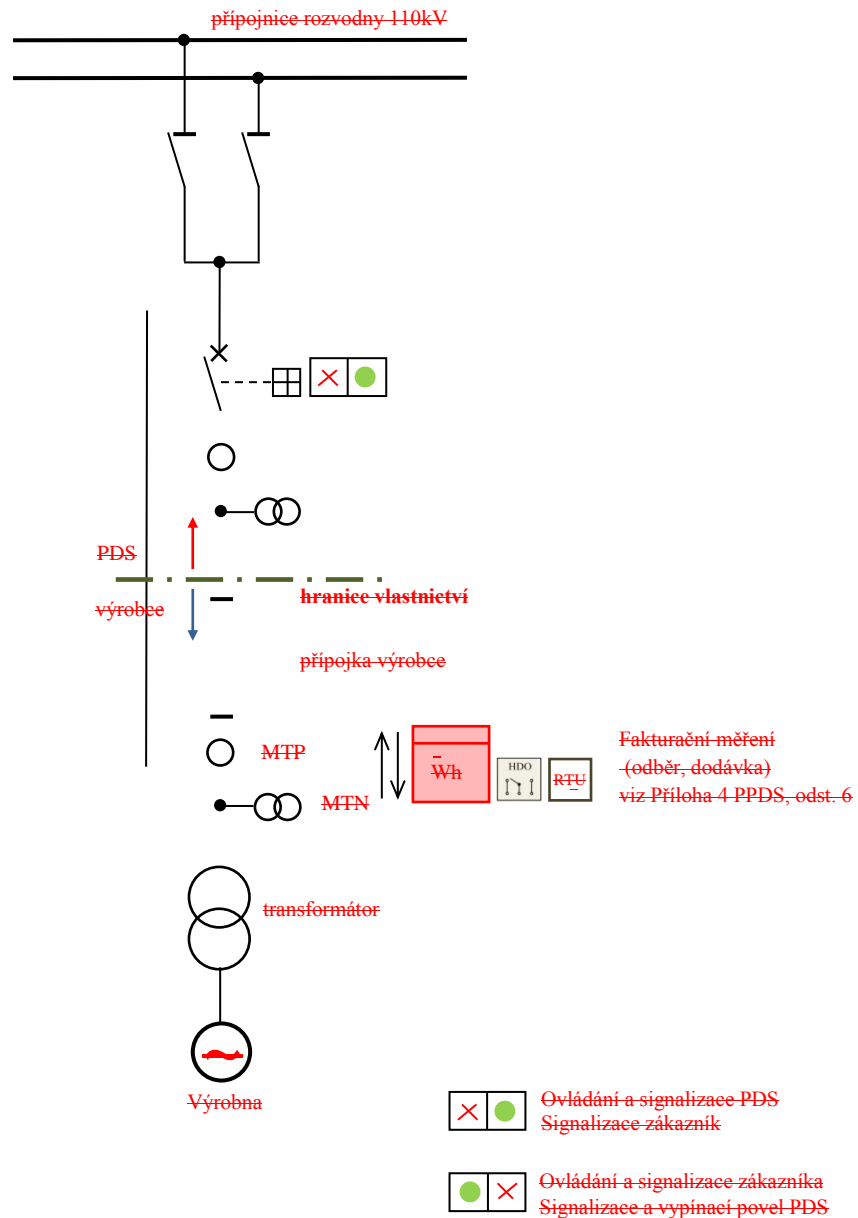 přípojnice rozvodny 110kV
PDS
výrobce
hranice vlastnictví
přípojka výrobce
MTP
MTN
Wh
HDO
RTU
Fakturační měření
(odběr, dodávka)
viz Příloha 4 PPDS, odst. 6
transformátor
Výrobna
Ovládání a signalizace PDS
Signalizace zákazník
Ovládání a signalizace zákazníka
Signalizace a vypínací povel PDS